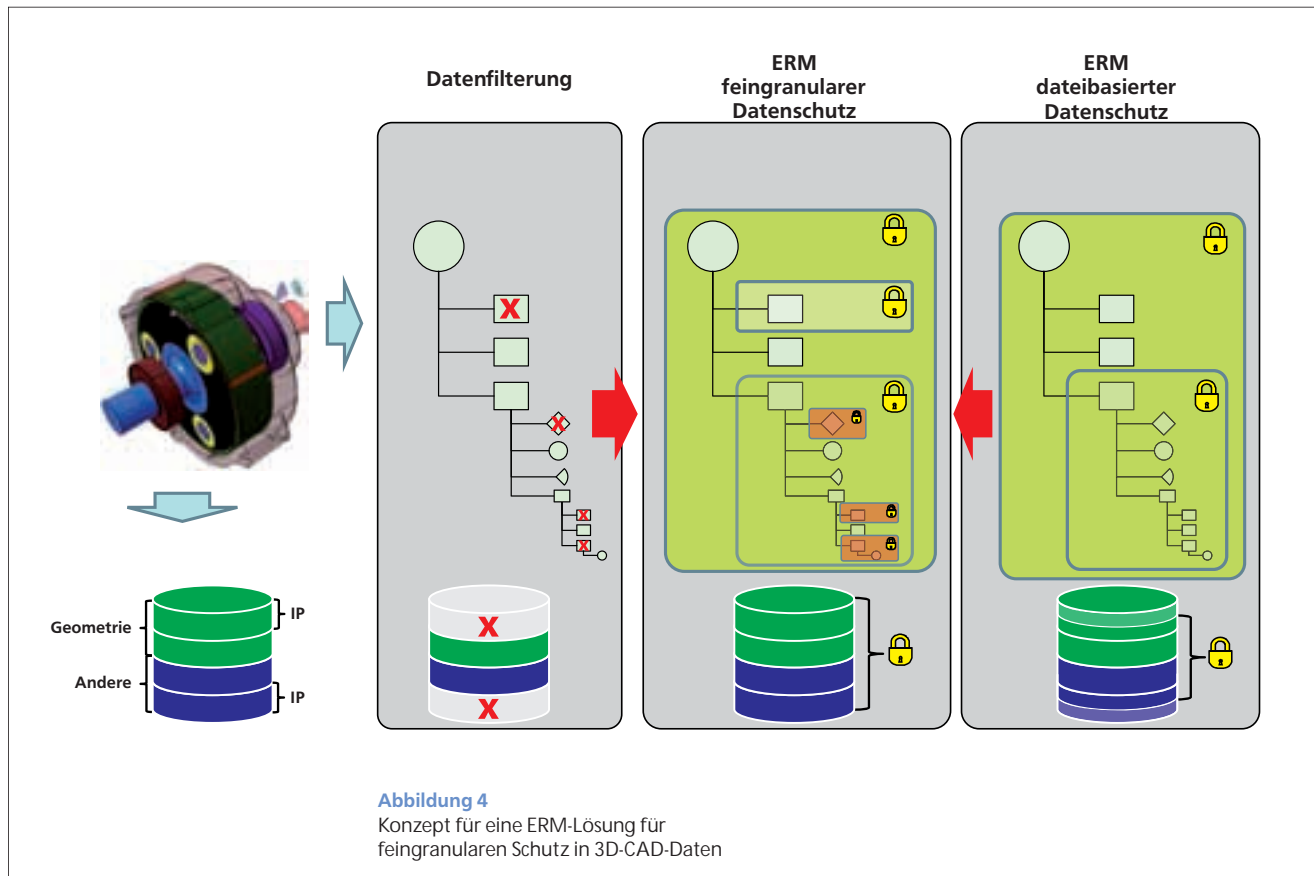 Datenfilterung
ERM
feingranularer
Datenschutz
ERM
dateibasierter
Datenschutz
X
X
X
X
Geometrie
IP
Andere
IP
X
X
Abbildung 4
Konzept für eine ERM-Lösung für
feingranularen Schutz in 3D-CAD-Daten